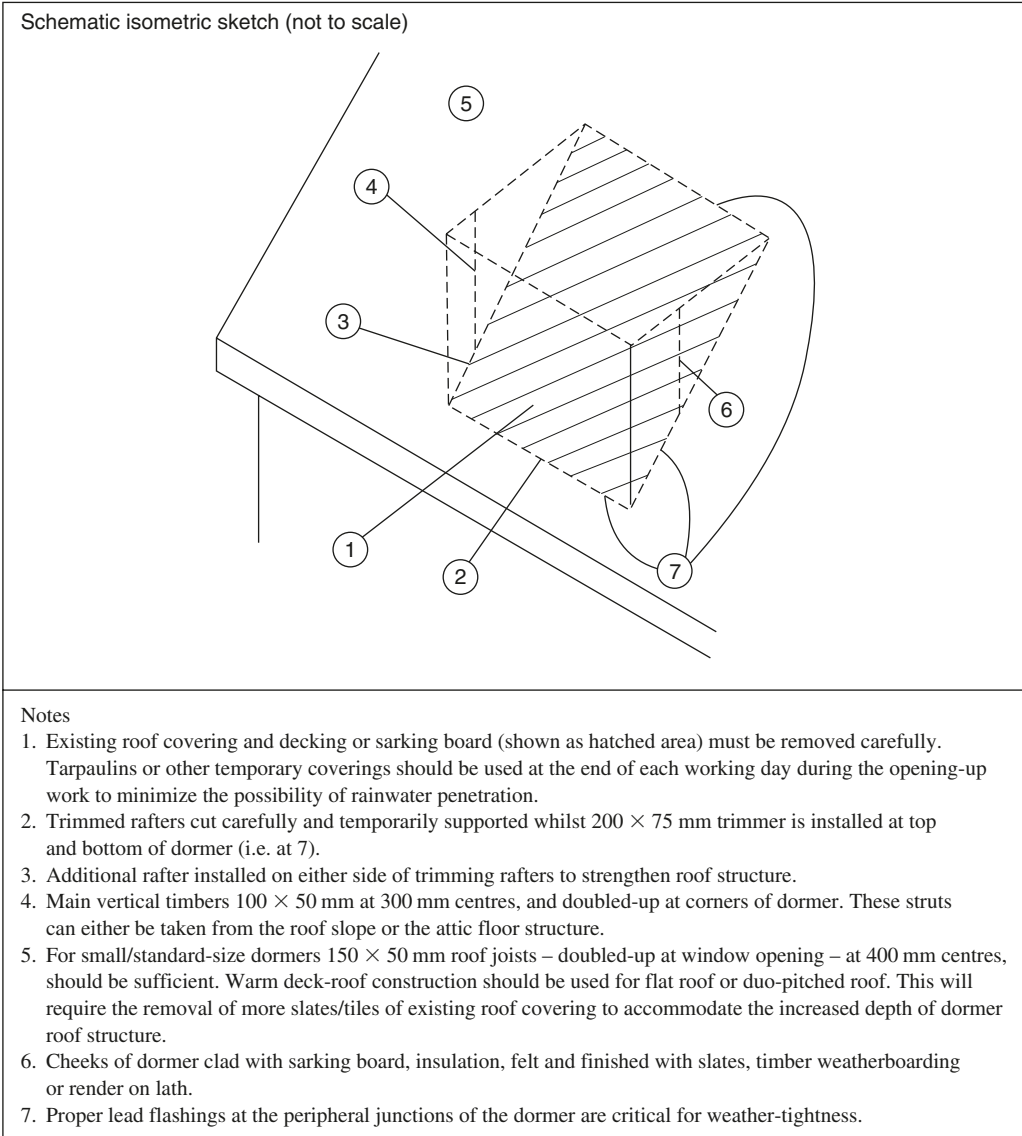 Schematic isometric sketch (not to scale)
5
4
3
6
1
2
7
Notes
1. Existing roof covering and decking or sarking board (shown as hatched area) must be removed carefully.
Tarpaulins or other temporary coverings should be used at the end of each working day during the opening-up
work to minimize the possibility of rainwater penetration.
2. Trimmed rafters cut carefully and temporarily supported whilst 200 × 75 mm trimmer is installed at top
and bottom of dormer (i.e. at 7).
3. Additional rafter installed on either side of trimming rafters to strengthen roof structure.
4. Main vertical timbers 100 × 50 mm at 300 mm centres, and doubled-up at corners of dormer. These struts
can either be taken from the roof slope or the attic floor structure.
5. For small/standard-size dormers 150 × 50 mm roof joists – doubled-up at window opening – at 400 mm centres,
should be sufficient. Warm deck-roof construction should be used for flat roof or duo-pitched roof. This will
require the removal of more slates/tiles of existing roof covering to accommodate the increased depth of dormer
roof structure.
6. Cheeks of dormer clad with sarking board, insulation, felt and finished with slates, timber weatherboarding
or render on lath.
7. Proper lead flashings at the peripheral junctions of the dormer are critical for weather-tightness.